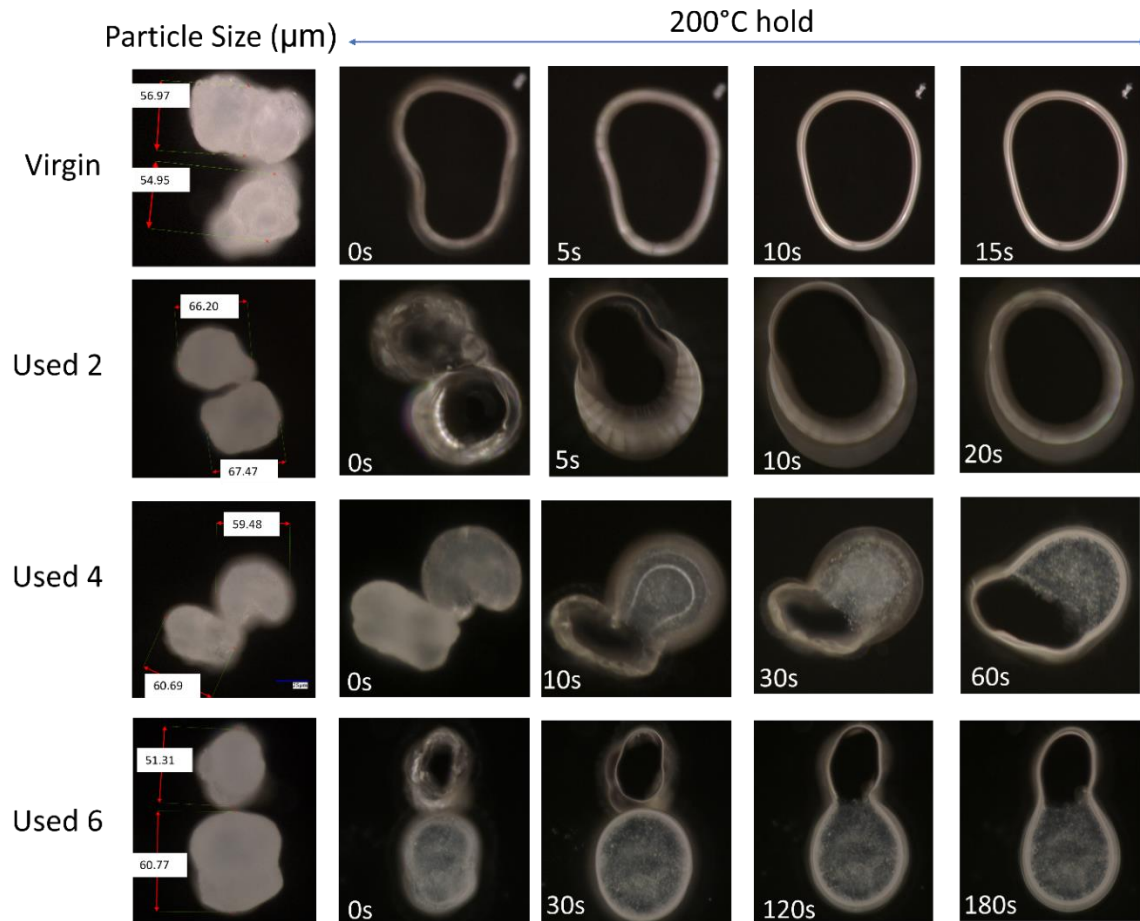 Particle Size (µm)
200°C hold
Virgin
56.97
54.95
0s
5s
10s
15s
Used 2
66.20
67.47
0s
5s
10s
20s
Used 4
59.48
60.69
0s
10s
30s
60s
Used 6
51.31
60.77
0s
30s
120s
180s